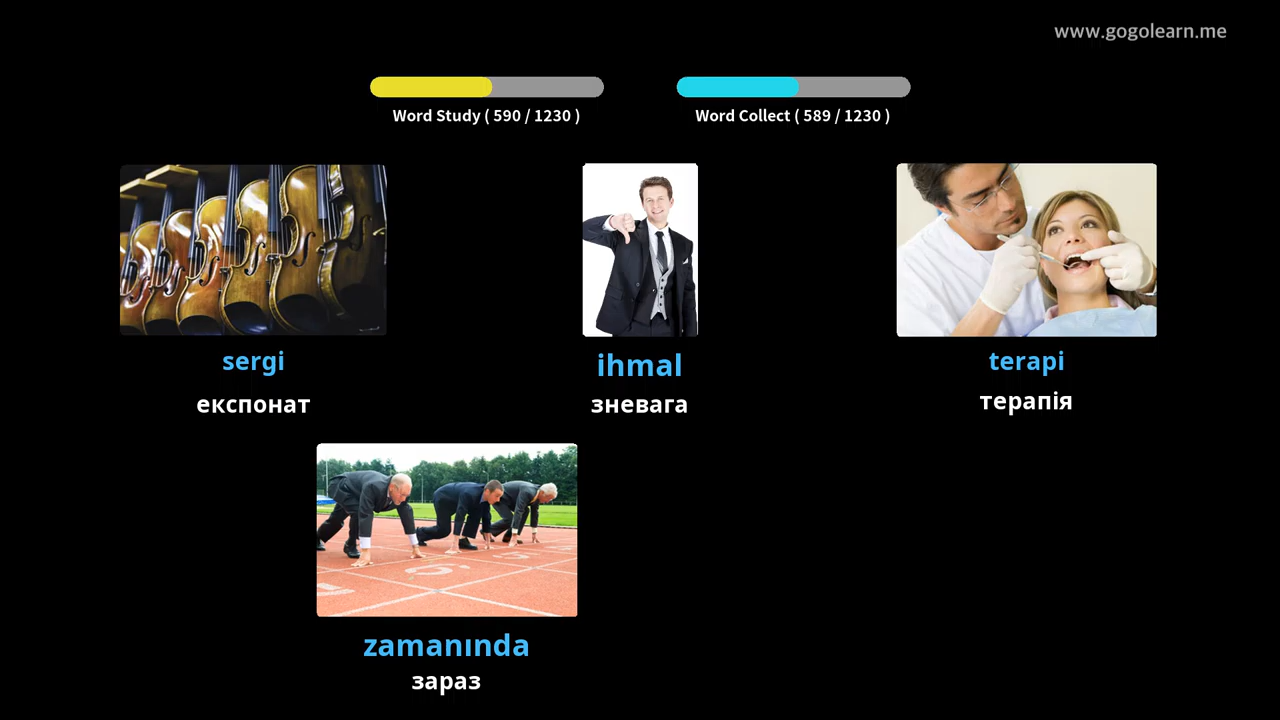 www.gogolearn.me
Word Study ( 590 / 1230 )
Word Collect ( 589 / 1230 )
sergi
експонат
ihmal
зневага
terapi
терапія
zamanında
зараз